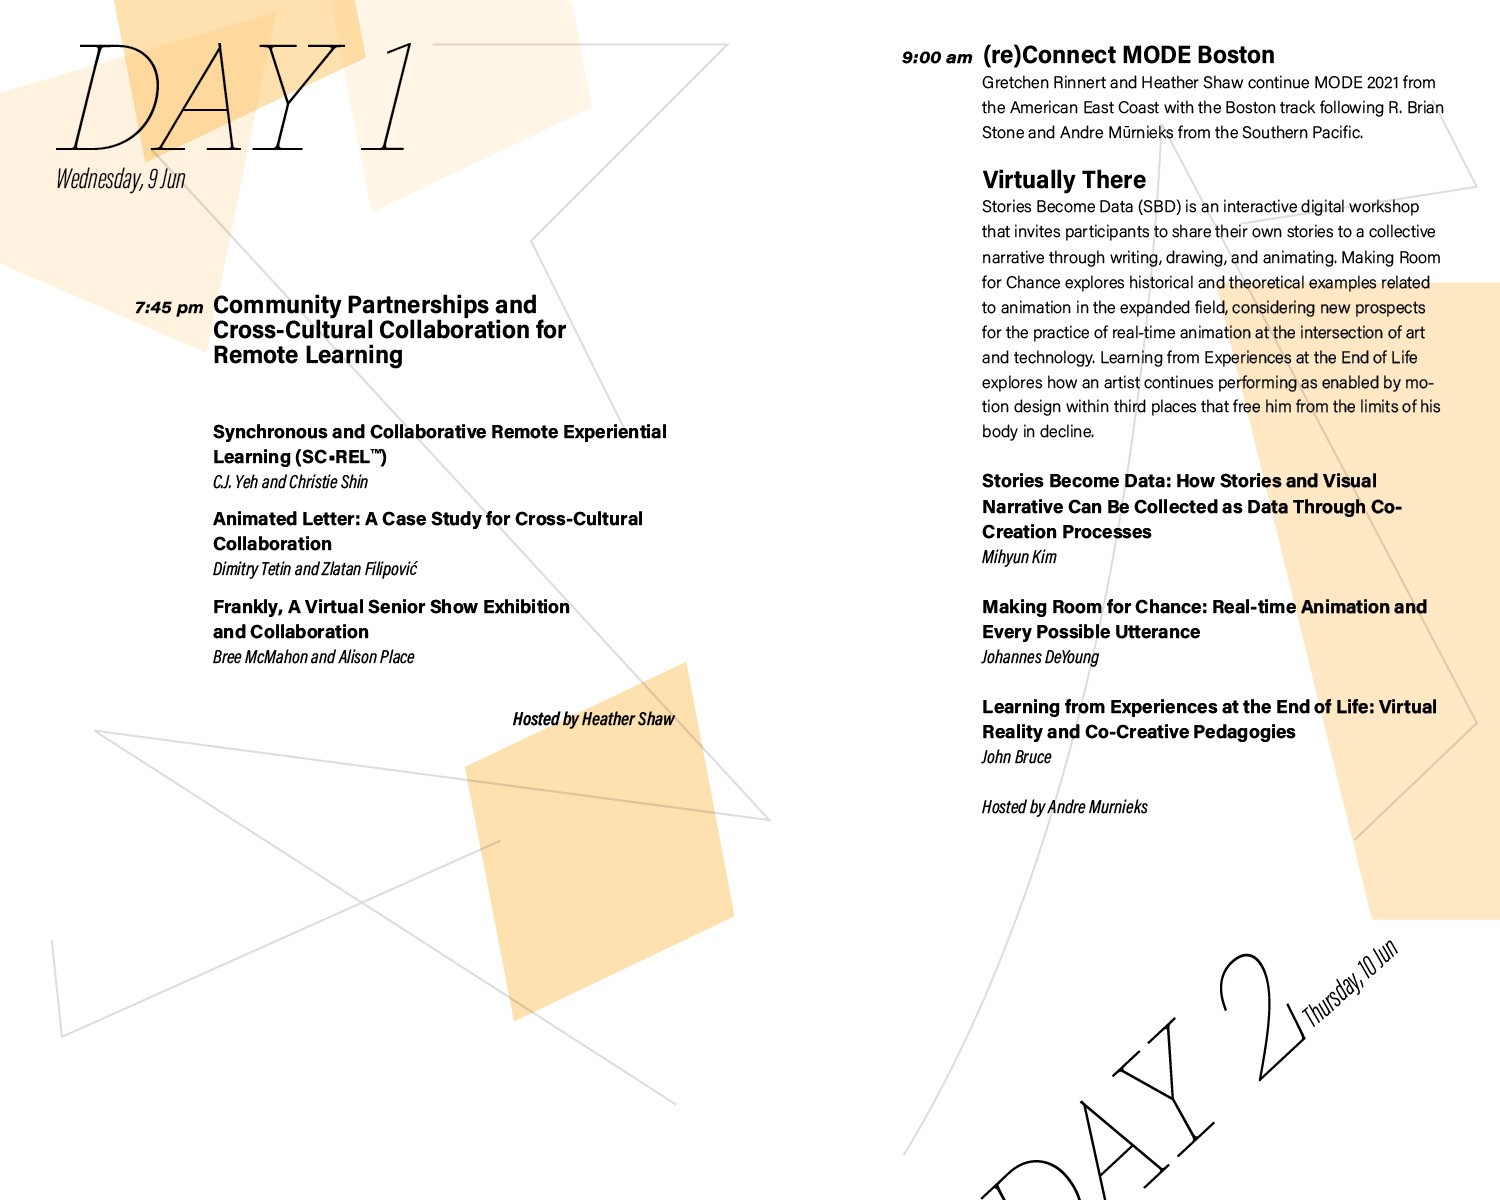 DAY 1
Wednesday, 9 Jun
7:45 pm Community Partnerships and
Cross-Cultural Collaboration for
Remote Learning
Synchronous and Collaborative Remote Experiential
Learning (SC▪REL™)
C.J. Yeh and Christie Shin
Animated Letter: A Case Study for Cross-Cultural
Collaboration
Dimitry Tetin and Zlatan Filipović
Frankly, A Virtual Senior Show Exhibition
and Collaboration
Bree McMahon and Alison Place
Hosted by Heather Shaw
9:00 am (re)Connect MODE Boston
Gretchen Rinnert and Heather Shaw continue MODE 2021 from
the American East Coast with the Boston track following R. Brian
Stone and Andre Mūrnieks from the Southern Pacific.
Virtually There
Stories Become Data (SBD) is an interactive digital workshop
that invites participants to share their own stories to a collective
narrative through writing, drawing, and animating. Making Room
for Chance explores historical and theoretical examples related
to animation in the expanded field, considering new prospects
for the practice of real-time animation at the intersection of art
and technology. Learning from Experiences at the End of Life
explores how an artist continues performing as enabled by mo-
tion design within third places that free him from the limits of his
body in decline.
Stories Become Data: How Stories and Visual
Narrative Can Be Collected as Data Through Co-
Creation Processes
Mihyun Kim
Making Room for Chance: Real-time Animation and
Every Possible Utterance
Johannes DeYoung
Learning from Experiences at the End of Life: Virtual
Reality and Co-Creative Pedagogies
John Bruce
Hosted by Andre Murnieks
DAY 2
Thursday, 10 Jun